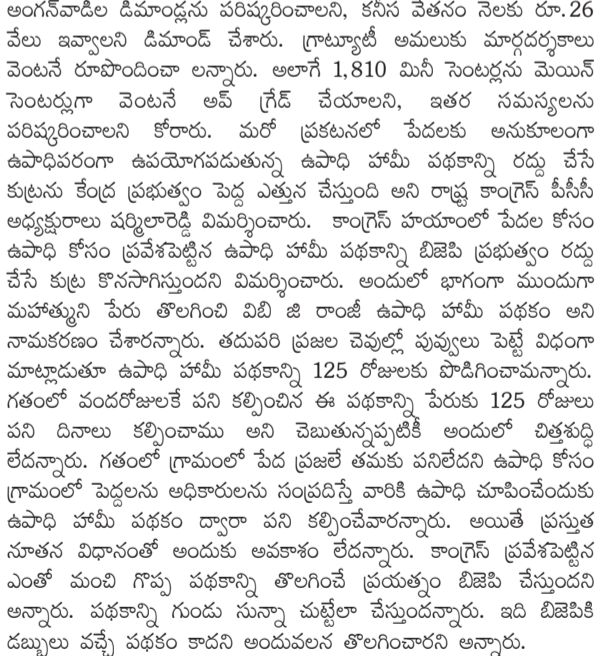 అంగన్‌వాడీల డిమాండ్లను పరిష్కరించాలని, కనీస వేతనం నెలకు రూ.26
వేలు ఇవ్వాలని డిమాండ్ చేశారు. గ్రాట్యూటీ అమలుకు మార్గదర్శకాలు
వెంటనే రూపొందించా లన్నారు. అలాగే 1,810 మినీ సెంటర్లను మెయిన్
సెంటర్లుగా వెంటనే అప్ గ్రేడ్ చేయాలని, ఇతర సమస్యలను
పరిష్కరించాలని కోరారు. మరో ప్రకటనలో పేదలకు అనుకూలంగా
ఉపాధిపరంగా ఉపయోగపడుతున్న ఉపాధి హామీ పథకాన్ని రద్దు చేసే
కుట్రను కేంద్ర ప్రభుత్వం పెద్ద ఎత్తున చేస్తుంది అని రాష్ట్ర కాంగ్రెస్ పీసీసీ
అధ్యక్షురాలు షర్మిలారెడ్డి విమర్శించారు. కాంగ్రెస్ హయాంలో పేదల కోసం
ఉపాధి కోసం ప్రవేశపెట్టిన ఉపాధి హామీ పథకాన్ని బిజెపి ప్రభుత్వం రద్దు
చేసే కుట్ర కొనసాగిస్తుందని విమర్శించారు. అందులో భాగంగా ముందుగా
మహాత్ముని పేరు తొలగించి విబి జి రాంజీ ఉపాధి హామీ పథకం అని
నామకరణం చేశారన్నారు. తదుపరి ప్రజల చెవుల్లో పువ్వులు పెట్టే విధంగా
మాట్లాడుతూ ఉపాధి హామీ పథకాన్ని 125 రోజులకు పొడిగించామన్నారు.
గతంలో వందరోజులకే పని కల్పించిన ఈ పథకాన్ని పేరుకు 125 రోజులు
పని దినాలు కల్పించాము అని చెబుతున్నప్పటికీ అందులో చిత్తశుద్ధి
లేదన్నారు. గతంలో గ్రామంలో పేద ప్రజలే తమకు పనిలేదని ఉపాధి కోసం
గ్రామంలో పెద్దలను అధికారులను సంప్రదిస్తే వారికి ఉపాధి చూపించేందుకు
ఉపాధి హామీ పథకం ద్వారా పని కల్పించేవారన్నారు. అయితే ప్రస్తుత
నూతన విధానంతో అందుకు అవకాశం లేదన్నారు. కాంగ్రెస్ ప్రవేశపెట్టిన
ఎంతో మంచి గొప్ప పథకాన్ని తొలగించే ప్రయత్నం బిజెపి చేస్తుందని
అన్నారు. పథకాన్ని గుండు సున్నా చుట్టేలా చేస్తుందన్నారు. ఇది బిజెపికి
డబ్బులు వచ్చే పథకం కాదని అందువలన తొలగించారని అన్నారు.